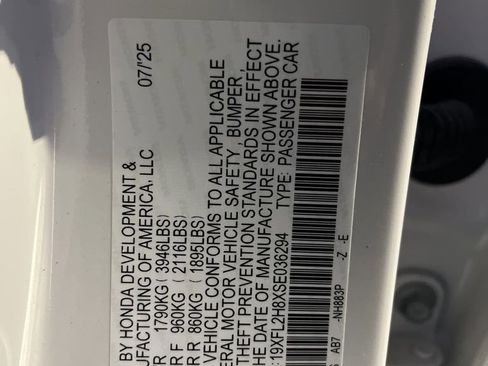 BY HONDA DEVELOPMENT &
UFACTURING OF AMERICA, LLC
07/'25
R 1790KG (3946LBS)
R F 960KG (2116LBS)
R R 860KG (1896LBS)
VEHICLE CONFORMS TO ALL APPLICABLE
ERAL MOTOR VEHICLE SAFETY, BUMPER
THEFT PREVENTION STANDARDS IN EFFECT
THE DATE OF MANUFACTURE SHOWN ABOVE.
:19XFL2H8XSE036294 TYPE: PASSENGER CAR
AB7 -NH883P -Z -E